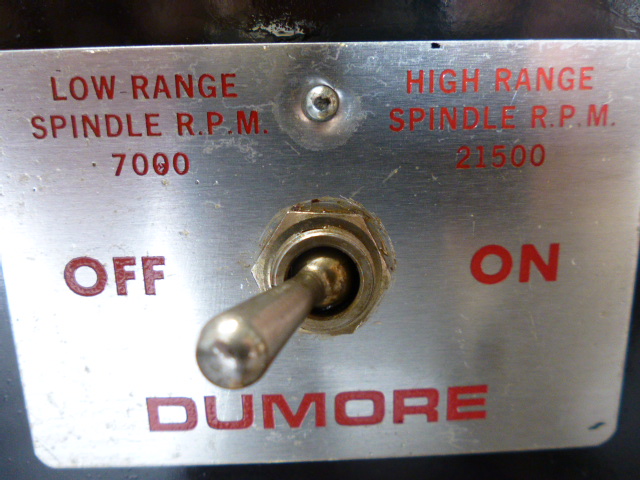 LOW RANGE
SPINDLE R.P.M.
7000
HIGH RANGE
SPINDLE R.P.M.
21500
OFF
ON
DUMORE